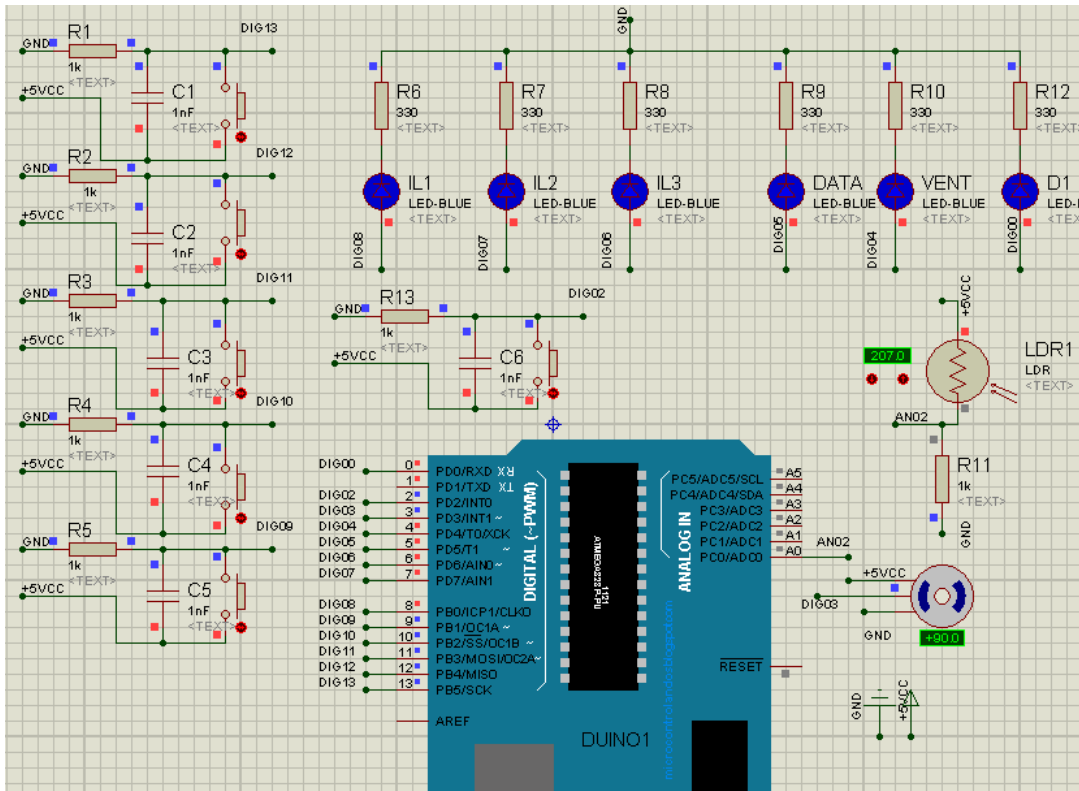 DIG13
GND
R1
1k
<TEXT>
+5VCC
C1
1nF
<TEXT>
DIG12
GND
R2
1k
<TEXT>
+5VCC
C2
1nF
<TEXT>
DIG11
GND
R3
1k
<TEXT>
+5VCC
C3
1nF
<TEXT>
DIG10
GND
R4
1k
<TEXT>
+5VCC
C4
1nF
<TEXT>
DIG09
GND
R5
1k
<TEXT>
+5VCC
C5
1nF
<TEXT>
GND
R6
330
<TEXT>
R7
330
<TEXT>
R8
330
<TEXT>
R9
330
<TEXT>
R10
330
<TEXT>
R12
330
<TEXT>
IL1
LED-BLUE
<TEXT>
DIG08
IL2
LED-BLUE
<TEXT>
DIG07
IL3
LED-BLUE
<TEXT>
DIG06
DATA
LED-BLUE
<TEXT>
DIG05
VENT
LED-BLUE
<TEXT>
DIG04
D1
<TEXT>
DIG00
DIG02
GND
R13
1k
<TEXT>
+5VCC
C6
1nF
<TEXT>
+5VCC
207.0
LDR1
LDR
<TEXT>
AN02
R11
1k
<TEXT>
GND
DIG00 0 PD0/RXD RX
1 PD1/TXD TX
DIG02 2 PD2/INT0
DIG03 3 PD3/INT1 ~
DIG04 4 PD4/T0/XCK
DIG05 5 PD5/T1 ~
DIG06 6 PD6/AIN0 ~
DIG07 7 PD7/AIN1
DIG08 8 PB0/ICP1/CLKO
DIG09 9 PB1/OC1A ~
DIG10 10 PB2/SS/OC1B ~
DIG11 11 PB3/MOSI/OC2A ~
DIG12 12 PB4/MISO
DIG13 13 PB5/SCK
AREF
DIGITAL (~PWM)
1121
ANALOG IN
PC5/ADC5/SCL A5
PC4/ADC4/SDA A4
PC3/ADC3 A3
PC2/ADC2 A2
PC1/ADC1 A1
PC0/ADC0 A0
AN02
RESET
DUINO1
+5VCC
DIG03
GND
+90.0
GND
+5VCC